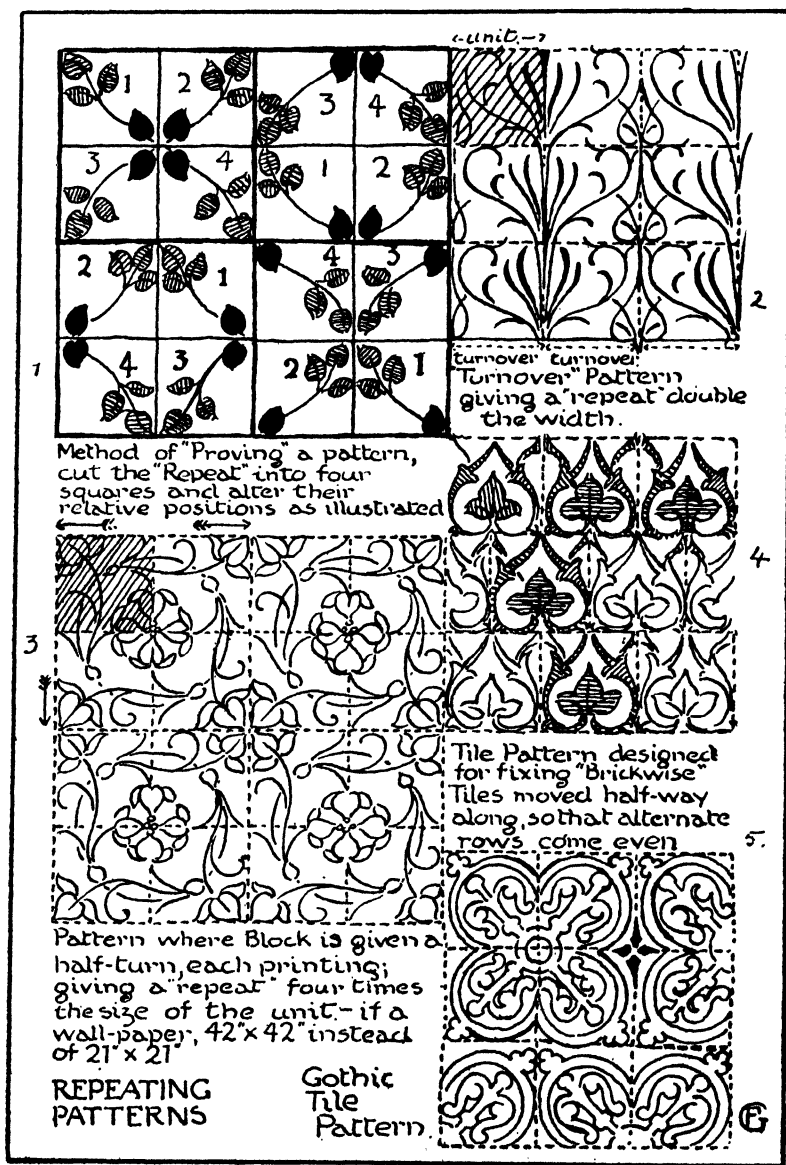 unit.
1 2 3 4
3 4 1 2
2 1 4 3
4 3 2 1
1
2
turnover turnover
"Turnover" Pattern
giving a "repeat" double
the width.
Method of "Proving" a pattern,
cut the "Repeat" into four
squares and alter their
relative positions as illustrated
3
4
Tile Pattern designed
for fixing "Brickwise"
Tiles moved half-way
along, so that alternate
rows come even
5.
Pattern where Block is given a
half-turn, each printing;
giving a "repeat" four times
the size of the unit. - if a
wall-paper, 42" x 42" instead
of 21" x 21"
REPEATING
PATTERNS
Gothic
Tile
Pattern.